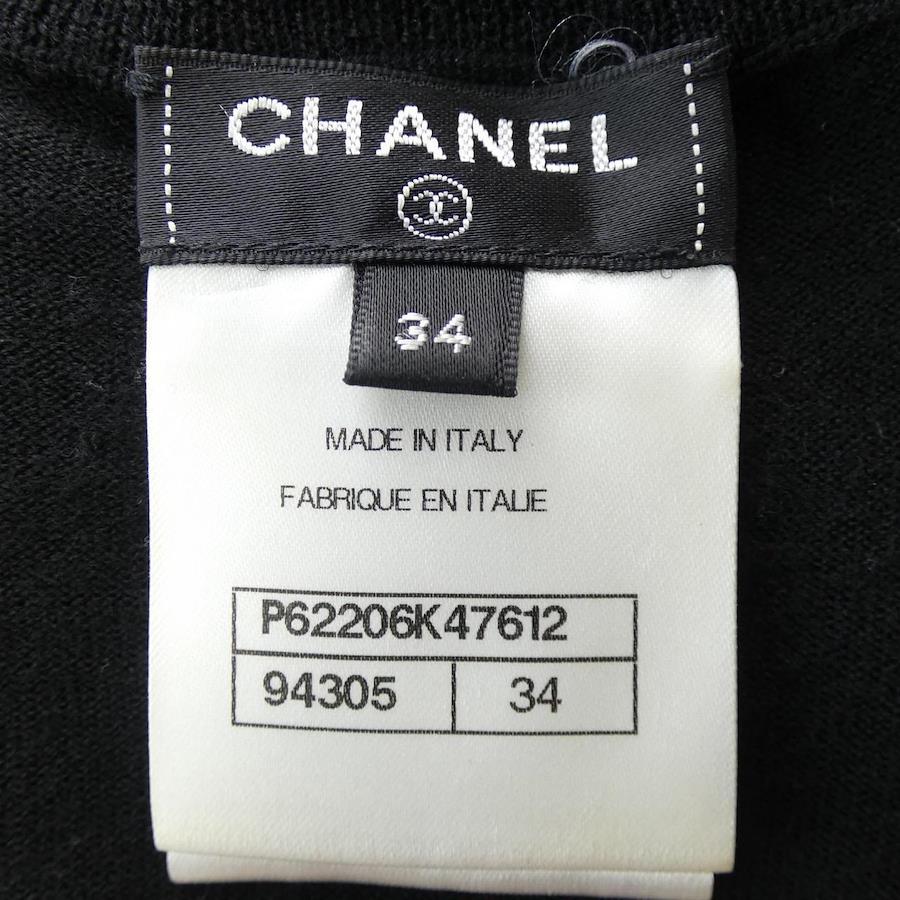 CHANEL
34
MADE IN ITALY
FABRIQUE EN ITALIE
P62206K47612
94305 34